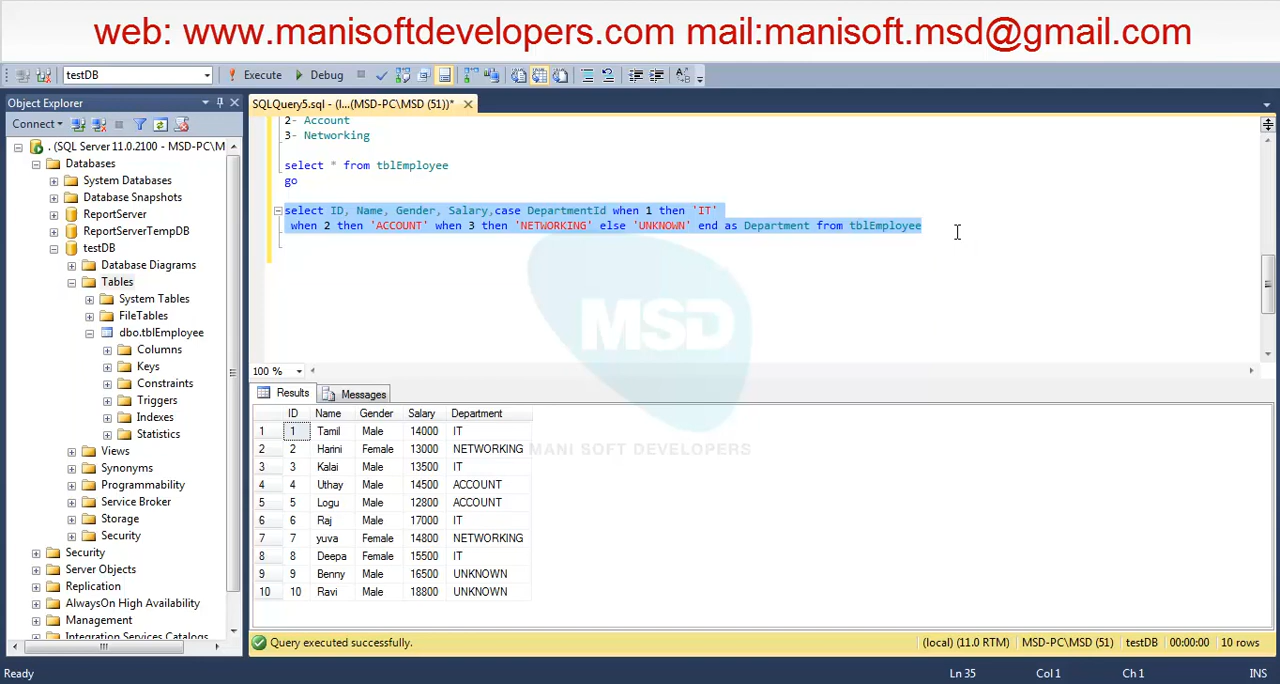 web: www.manisoftdevelopers.com mail:manisoft.msd@gmail.com
testDB
Execute
Debug
Object Explorer
SQLQuery5.sql - (l...(MSD-PC\MSD (51))*
Connect
. (SQL Server 11.0.2100 - MSD-PC\M
Databases
System Databases
Database Snapshots
ReportServer
ReportServerTempDB
testDB
Database Diagrams
Tables
System Tables
FileTables
dbo.tblEmployee
Columns
Keys
Constraints
Triggers
Indexes
Statistics
Views
Synonyms
Programmability
Service Broker
Storage
Security
Security
Server Objects
Replication
AlwaysOn High Availability
Management
Integration Services Catalogs
2- Account
3- Networking
select * from tblEmployee
go
select ID, Name, Gender, Salary,case DepartmentId when 1 then 'IT'
when 2 then 'ACCOUNT' when 3 then 'NETWORKING' else 'UNKNOWN' end as Department from tblEmployee
MSD
MANI SOFT DEVELOPERS
100 %
Results
Messages
ID Name Gender Salary Department
1 1 Tamil Male 14000 IT
2 2 Harini Female 13000 NETWORKING
3 3 Kalai Male 13500 IT
4 4 Uthay Male 14500 ACCOUNT
5 5 Logu Male 12800 ACCOUNT
6 6 Raj Male 17000 IT
7 7 yuva Female 14800 NETWORKING
8 8 Deepa Female 15500 IT
9 9 Benny Male 16500 UNKNOWN
10 10 Ravi Male 18800 UNKNOWN
Query executed successfully.
(local) (11.0 RTM)
MSD-PC\MSD (51)
testDB
00:00:00
10 rows
Ready
Ln 35
Col 1
Ch 1
INS